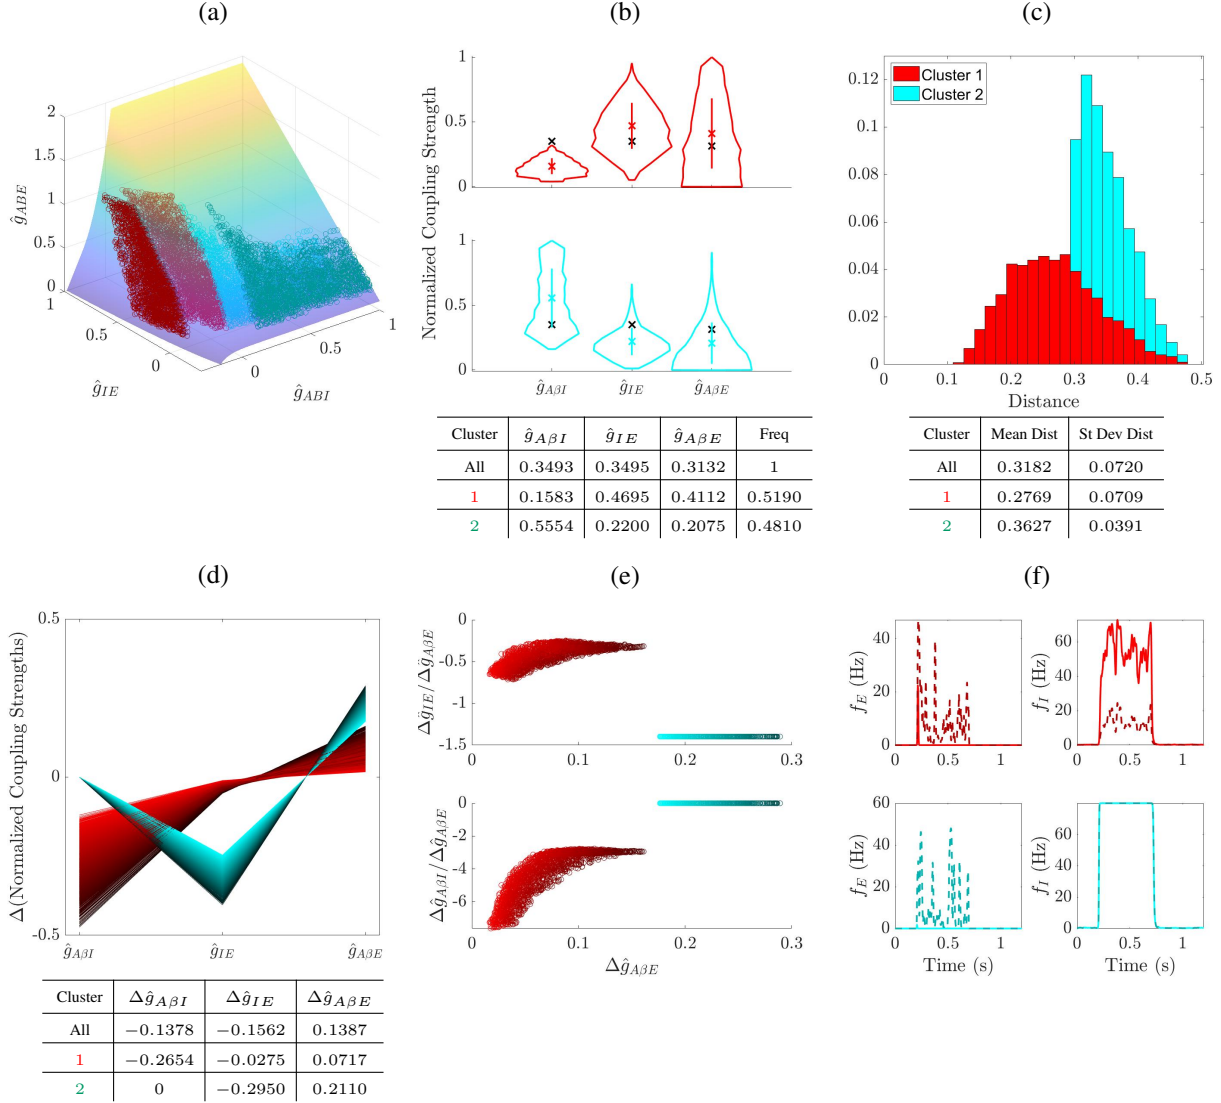 (a)
2
1.5
1
0.5
0
ĝ_ABE
1
0.5
0
ĝ_IE
0
0.5
1
ĝ_ABI
(b)
Normalized Coupling Strength
1
0.5
0
1
0.5
0
ĝ_AβI ĝ_IE ĝ_AβE
Cluster ĝ_AβI ĝ_IE ĝ_AβE Freq
All 0.3493 0.3495 0.3132 1
1 0.1583 0.4695 0.4112 0.5190
2 0.5554 0.2200 0.2075 0.4810
(c)
Cluster 1
Cluster 2
0.12
0.1
0.08
0.06
0.04
0.02
0
0 0.1 0.2 0.3 0.4 0.5
Distance
Cluster Mean Dist St Dev Dist
All 0.3182 0.0720
1 0.2769 0.0709
2 0.3627 0.0391
(d)
Δ(Normalized Coupling Strengths)
0.5
0
-0.5
ĝ_AβI ĝ_IE ĝ_AβE
Cluster Δĝ_AβI Δĝ_IE Δĝ_AβE
All −0.1378 −0.1562 0.1387
1 −0.2654 −0.0275 0.0717
2 0 −0.2950 0.2110
(e)
Δĝ_IE/Δĝ_AβE
0
-0.5
-1
-1.5
Δĝ_AβI/Δĝ_AβE
0
-2
-4
-6
0 0.1 0.2 0.3
Δĝ_AβE
(f)
f_E (Hz)
40
20
0
0 0.5 1
f_I (Hz)
60
40
20
0
0 0.5 1
f_E (Hz)
60
40
20
0
0 0.5 1
Time (s)
f_I (Hz)
60
40
20
0
0 0.5 1
Time (s)